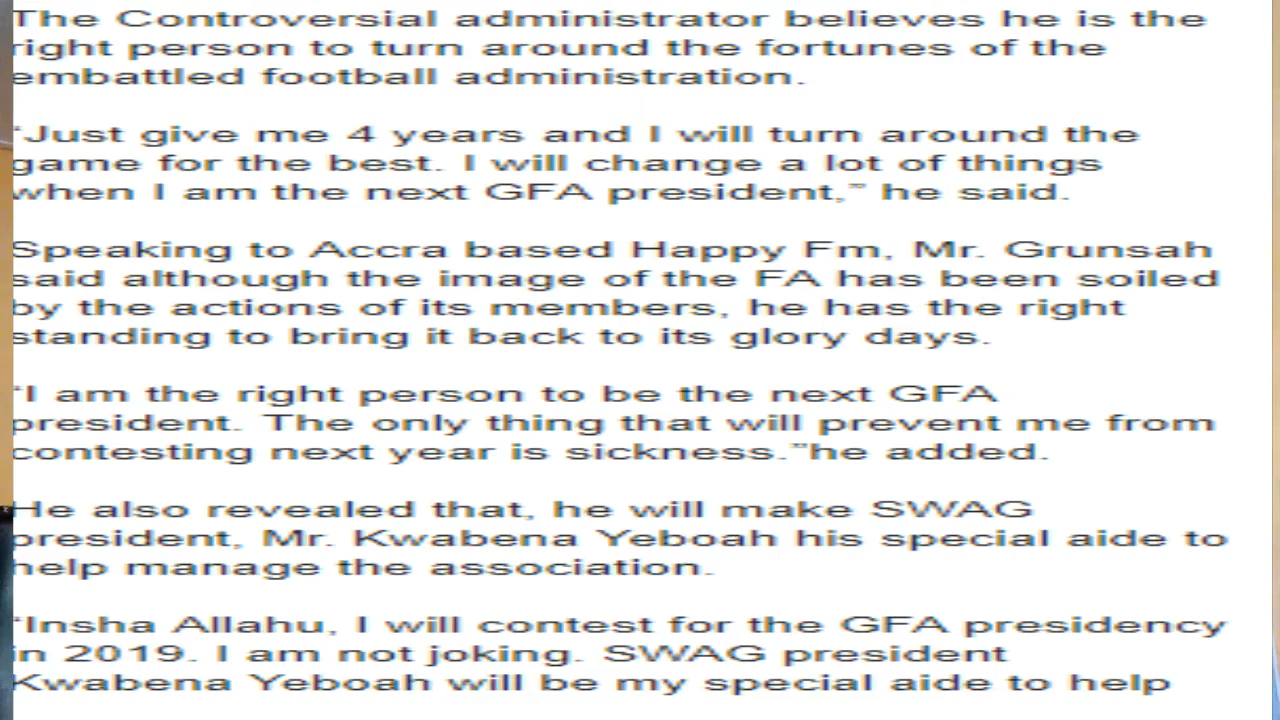 The Controversial administrator believes he is the
right person to turn around the fortunes of the
embattled football administration.
‘Just give me 4 years and I will turn around the
game for the best. I will change a lot of things
when I am the next GFA president,” he said.
Speaking to Accra based Happy Fm, Mr. Grunsah
said although the image of the FA has been soiled
by the actions of its members, he has the right
standing to bring it back to its glory days.
‘I am the right person to be the next GFA
president. The only thing that will prevent me from
contesting next year is sickness.”he added.
He also revealed that, he will make SWAG
president, Mr. Kwabena Yeboah his special aide to
help manage the association.
‘Insha Allahu, I will contest for the GFA presidency
in 2019. I am not joking. SWAG president
Kwabena Yeboah will be my special aide to help